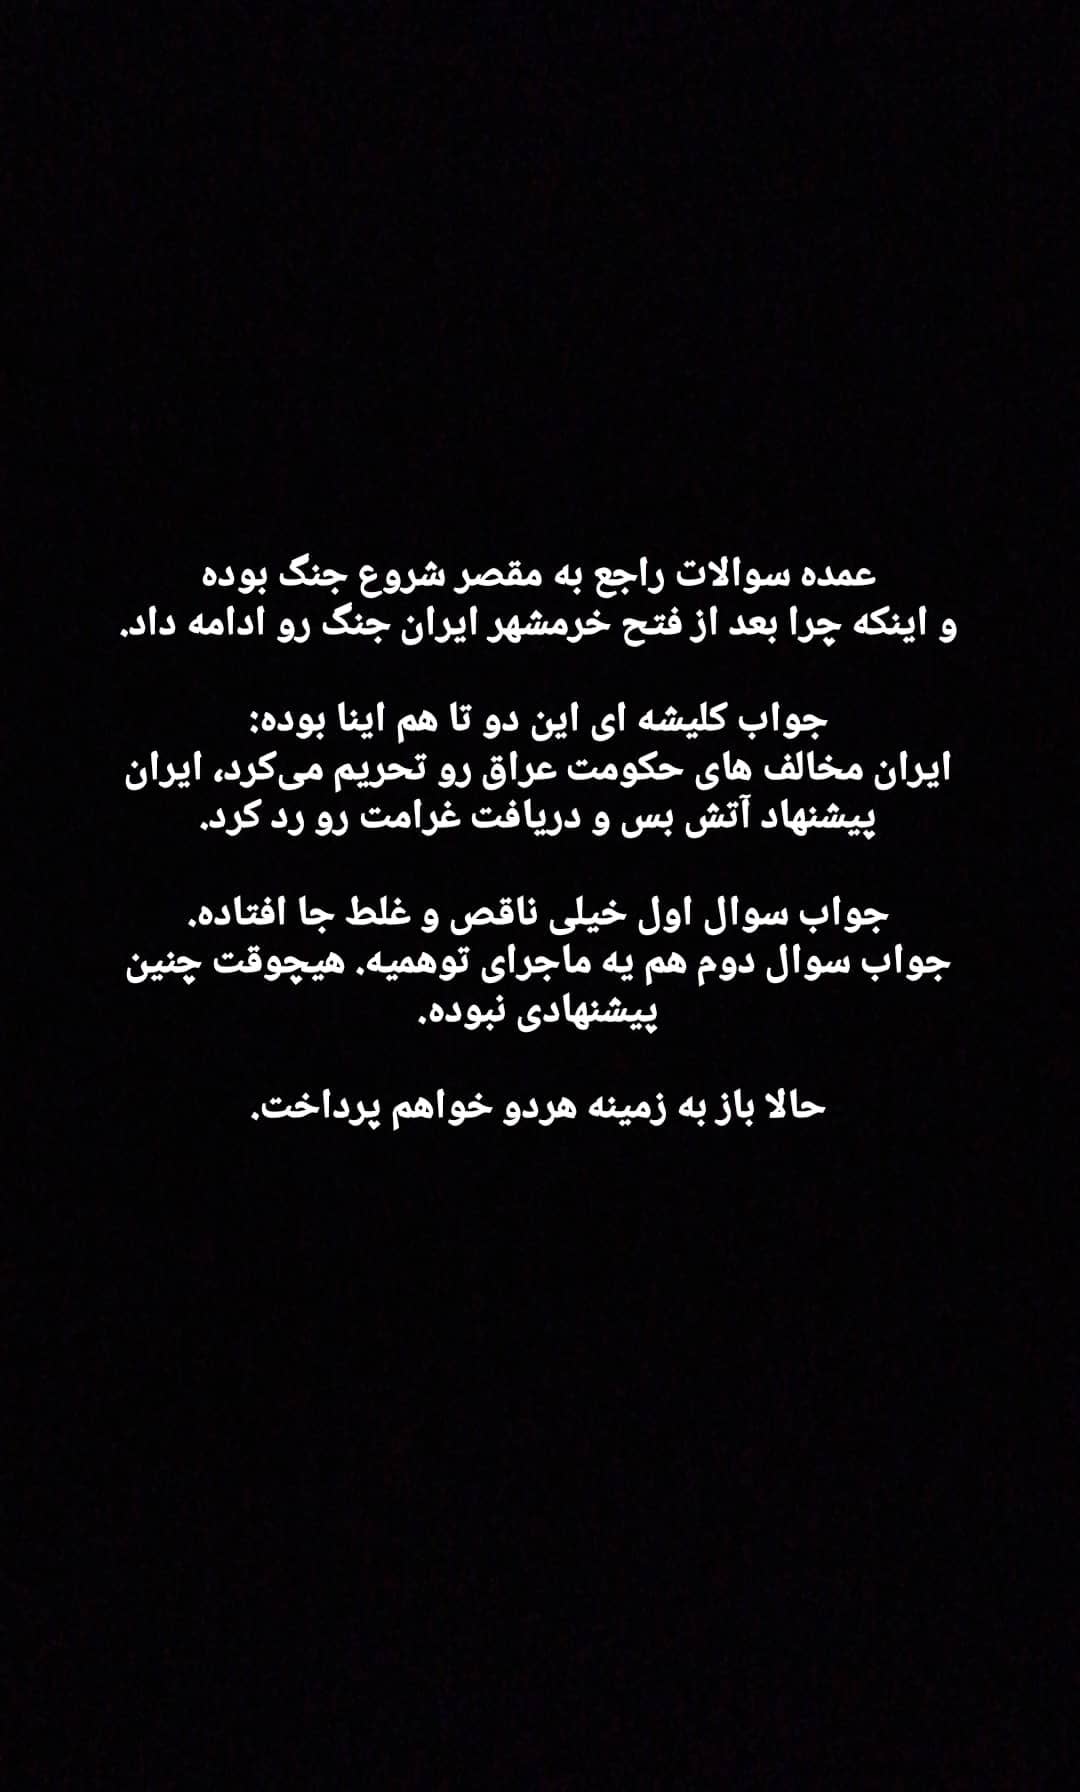 عمده سوالات راجع به مقصر شروع جنگ بوده
و اینکه چرا بعد از فتح خرمشهر ایران جنگ رو ادامه داد.
جواب کلیشه ای این دو تا هم اینا بوده:
ایران مخالف های حکومت عراق رو تحریم می‌کرد، ایران
پیشنهاد آتش بس و دریافت غرامت رو رد کرد.
جواب سوال اول خیلی ناقص و غلط جا افتاده.
جواب سوال دوم هم یه ماجرای توهمیه. هیچوقت چنین
پیشنهادی نبوده.
حالا باز به زمینه هردو خواهم پرداخت.